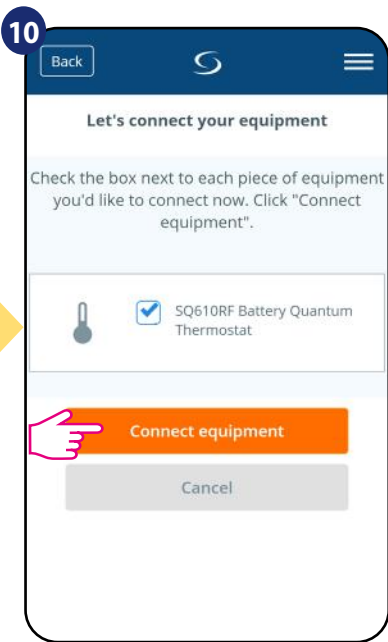 10
Back
Let's connect your equipment
Check the box next to each piece of equipment
you'd like to connect now. Click "Connect
equipment".
SQ610RF Battery Quantum
Thermostat
Connect equipment
Cancel